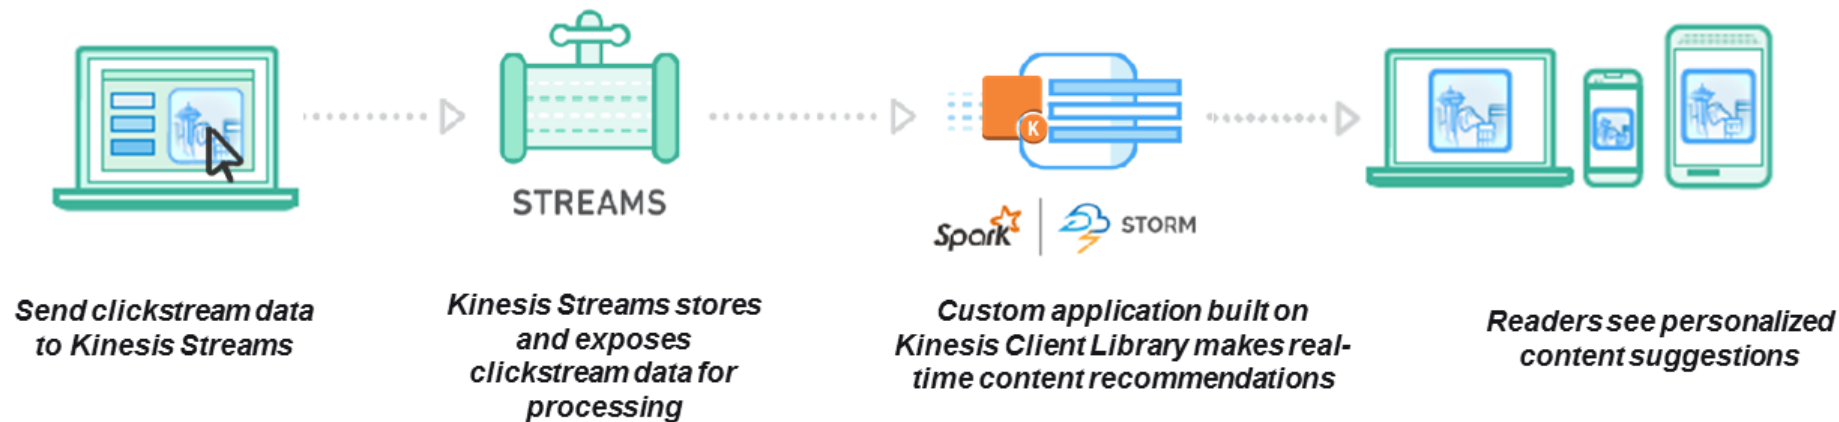 K
STREAMS
Spark
STORM
Send clickstream data
to Kinesis Streams
Kinesis Streams stores
and exposes
clickstream data for
processing
Custom application built on
Kinesis Client Library makes real-
time content recommendations
Readers see personalized
content suggestions